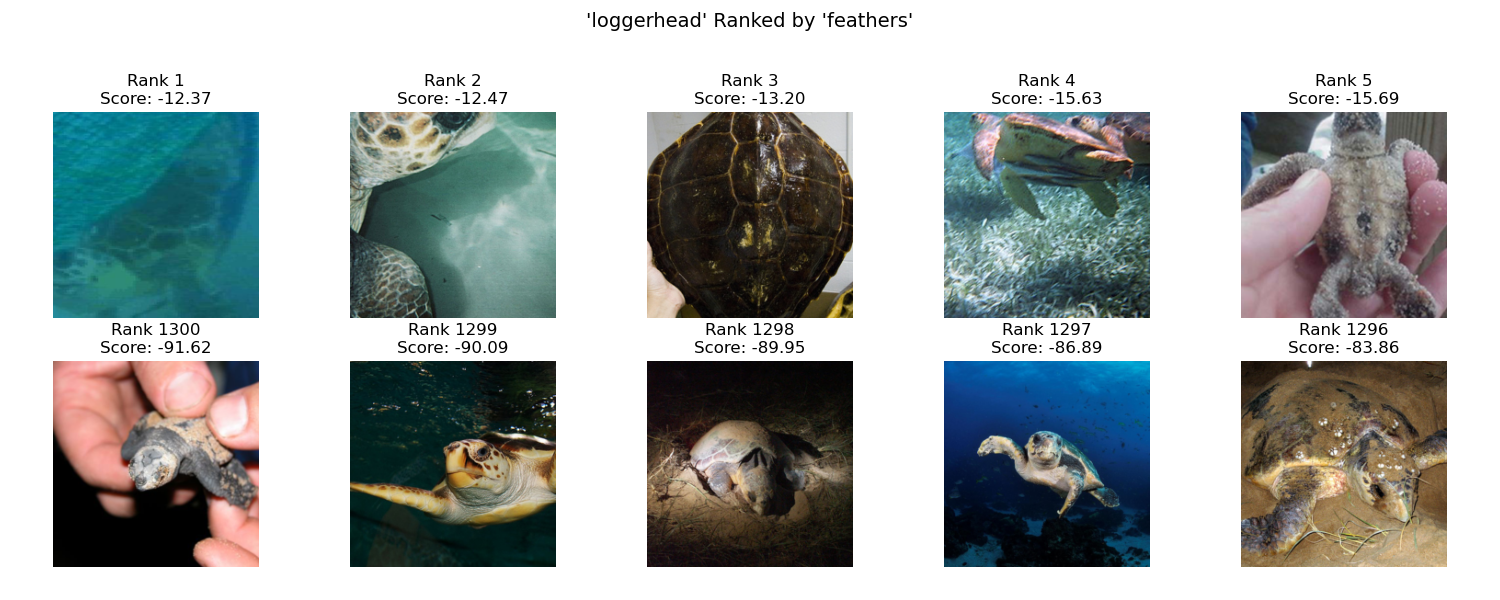 'loggerhead' Ranked by 'feathers'
Rank 1
Score: -12.37
Rank 2
Score: -12.47
Rank 3
Score: -13.20
Rank 4
Score: -15.63
Rank 5
Score: -15.69
Rank 1300
Score: -91.62
Rank 1299
Score: -90.09
Rank 1298
Score: -89.95
Rank 1297
Score: -86.89
Rank 1296
Score: -83.86